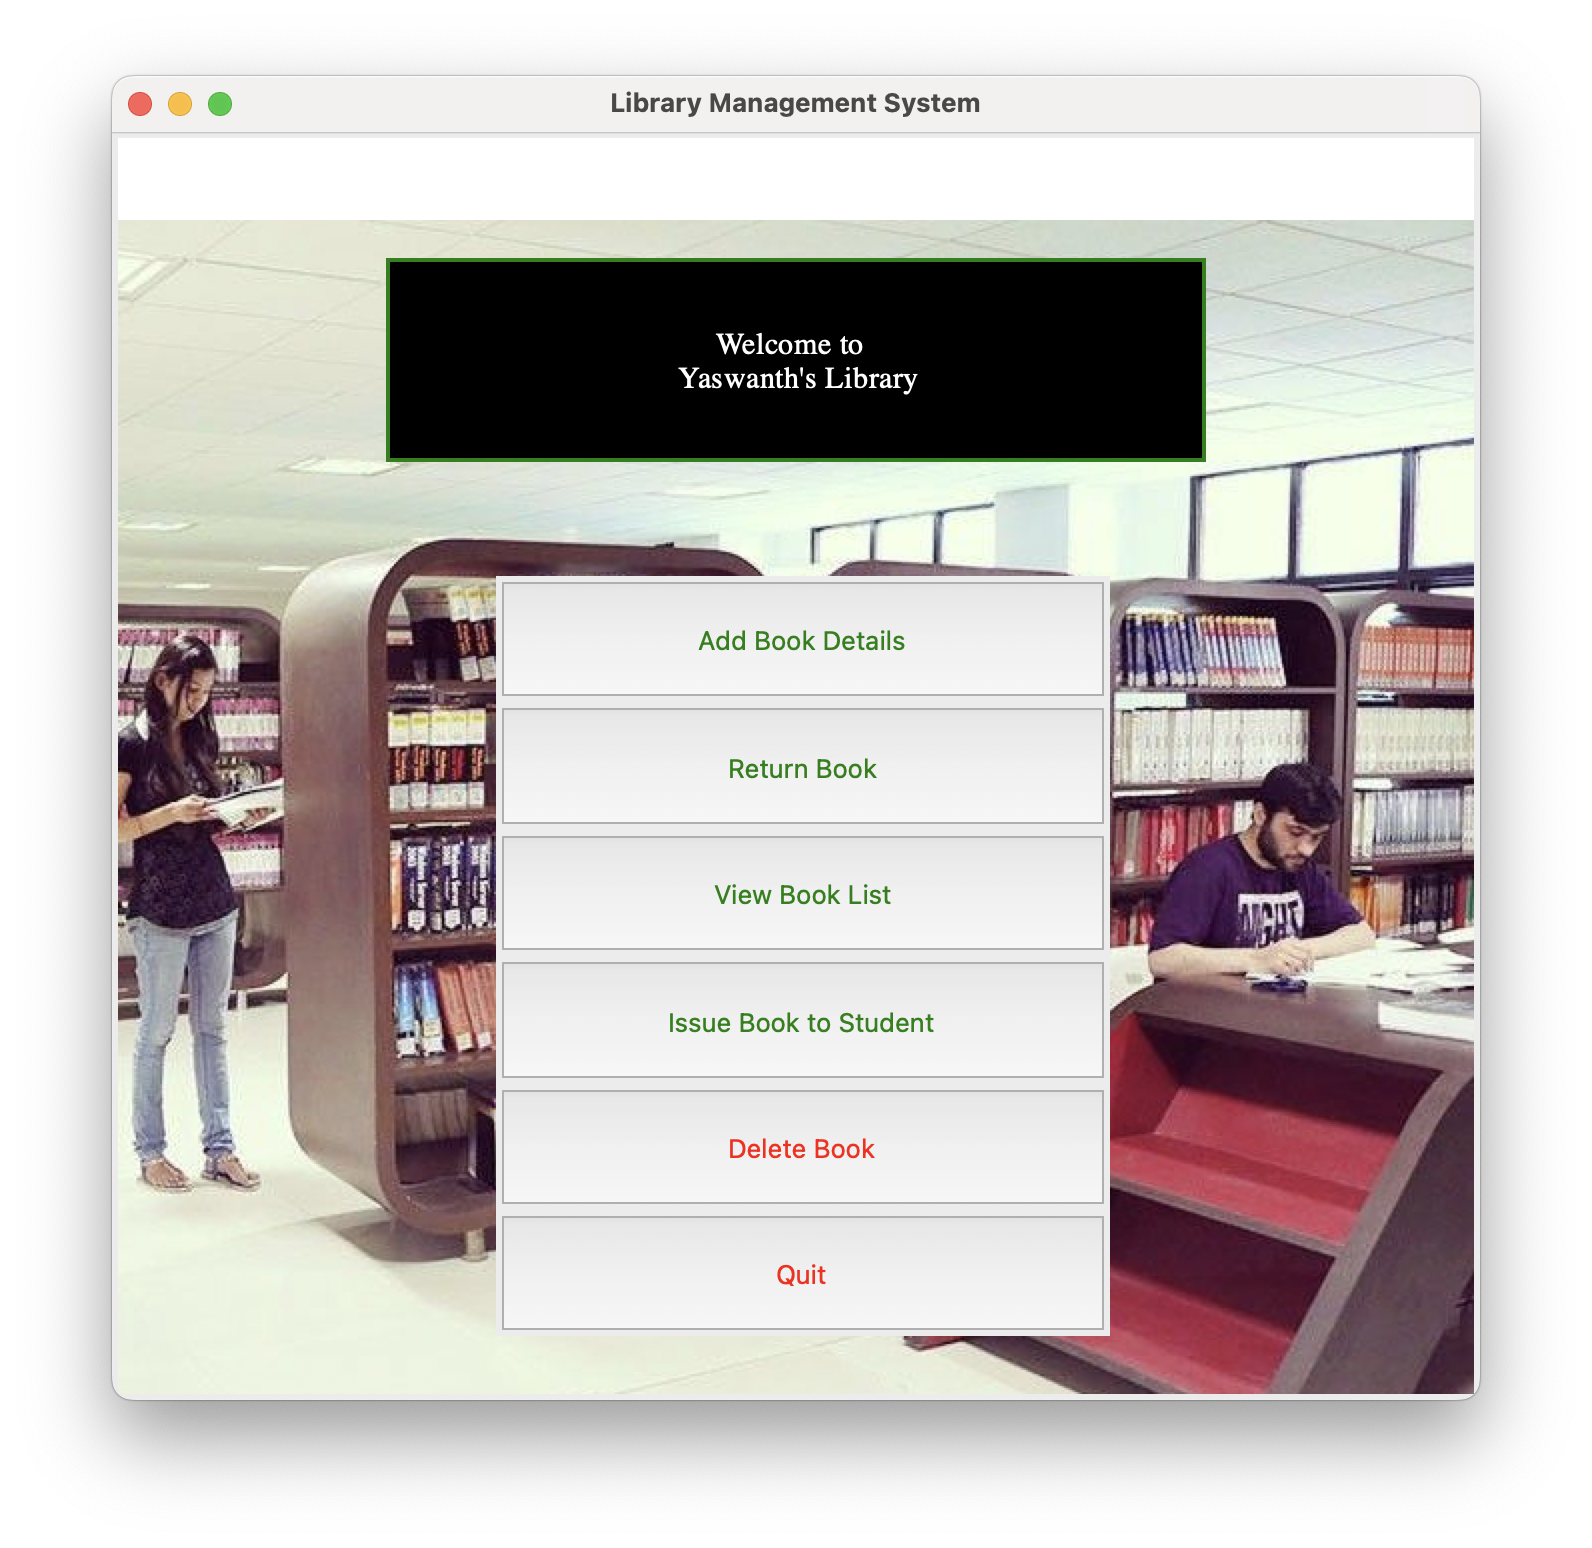 Library Management System
Welcome to
Yaswanth's Library
Add Book Details
Return Book
View Book List
Issue Book to Student
Delete Book
Quit